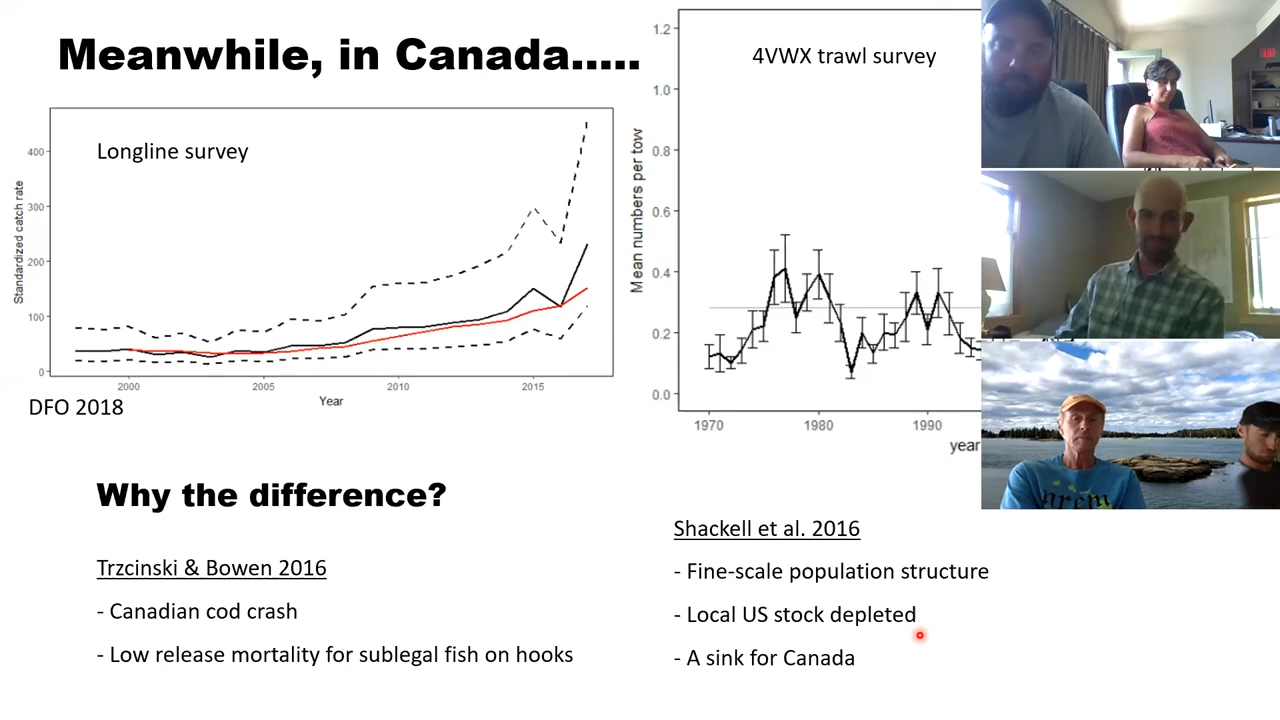 Meanwhile, in Canada.....
Longline survey
Standardized catch rate
400
300
200
100
0
2000
2005
2010
2015
Year
DFO 2018
4VWX trawl survey
Mean numbers per tow
1.2
1.0
0.8
0.6
0.4
0.2
0.0
1970
1980
1990
year
Why the difference?
Trzcinski & Bowen 2016
- Canadian cod crash
- Low release mortality for sublegal fish on hooks
Shackell et al. 2016
- Fine-scale population structure
- Local US stock depleted
- A sink for Canada